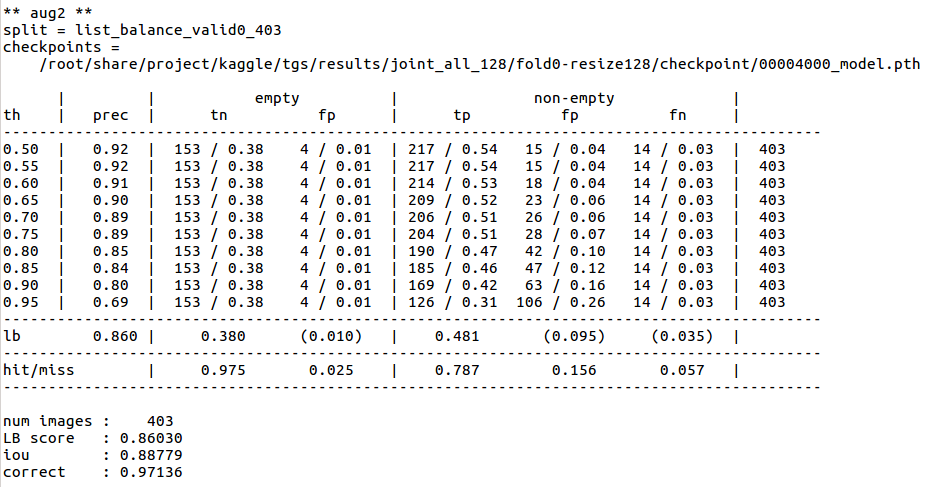 ** aug2 **
split = list_balance_valid0_403
checkpoints =
    /root/share/project/kaggle/tgs/results/joint_all_128/fold0-resize128/checkpoint/00004000_model.pth

      |          |           empty           |               non-empty              |
th    |   prec   |      tn          fp       |      tp          fp          fn      |
---------------------------------------------------------------------------------------------
0.50  |   0.92   |  153 / 0.38    4 / 0.01   | 217 / 0.54   15 / 0.04   14 / 0.03   |  403
0.55  |   0.92   |  153 / 0.38    4 / 0.01   | 217 / 0.54   15 / 0.04   14 / 0.03   |  403
0.60  |   0.91   |  153 / 0.38    4 / 0.01   | 214 / 0.53   18 / 0.04   14 / 0.03   |  403
0.65  |   0.90   |  153 / 0.38    4 / 0.01   | 209 / 0.52   23 / 0.06   14 / 0.03   |  403
0.70  |   0.89   |  153 / 0.38    4 / 0.01   | 206 / 0.51   26 / 0.06   14 / 0.03   |  403
0.75  |   0.89   |  153 / 0.38    4 / 0.01   | 204 / 0.51   28 / 0.07   14 / 0.03   |  403
0.80  |   0.85   |  153 / 0.38    4 / 0.01   | 190 / 0.47   42 / 0.10   14 / 0.03   |  403
0.85  |   0.84   |  153 / 0.38    4 / 0.01   | 185 / 0.46   47 / 0.12   14 / 0.03   |  403
0.90  |   0.80   |  153 / 0.38    4 / 0.01   | 169 / 0.42   63 / 0.16   14 / 0.03   |  403
0.95  |   0.69   |  153 / 0.38    4 / 0.01   | 126 / 0.31  106 / 0.26   14 / 0.03   |  403
---------------------------------------------------------------------------------------------
lb        0.860 |     0.380      (0.010)   |    0.481       (0.095)     (0.035)  |
---------------------------------------------------------------------------------------------
hit/miss        |     0.975       0.025    |    0.787        0.156       0.057   |
---------------------------------------------------------------------------------------------

num images :    403
LB score   : 0.86030
iou        : 0.88779
correct    : 0.97136